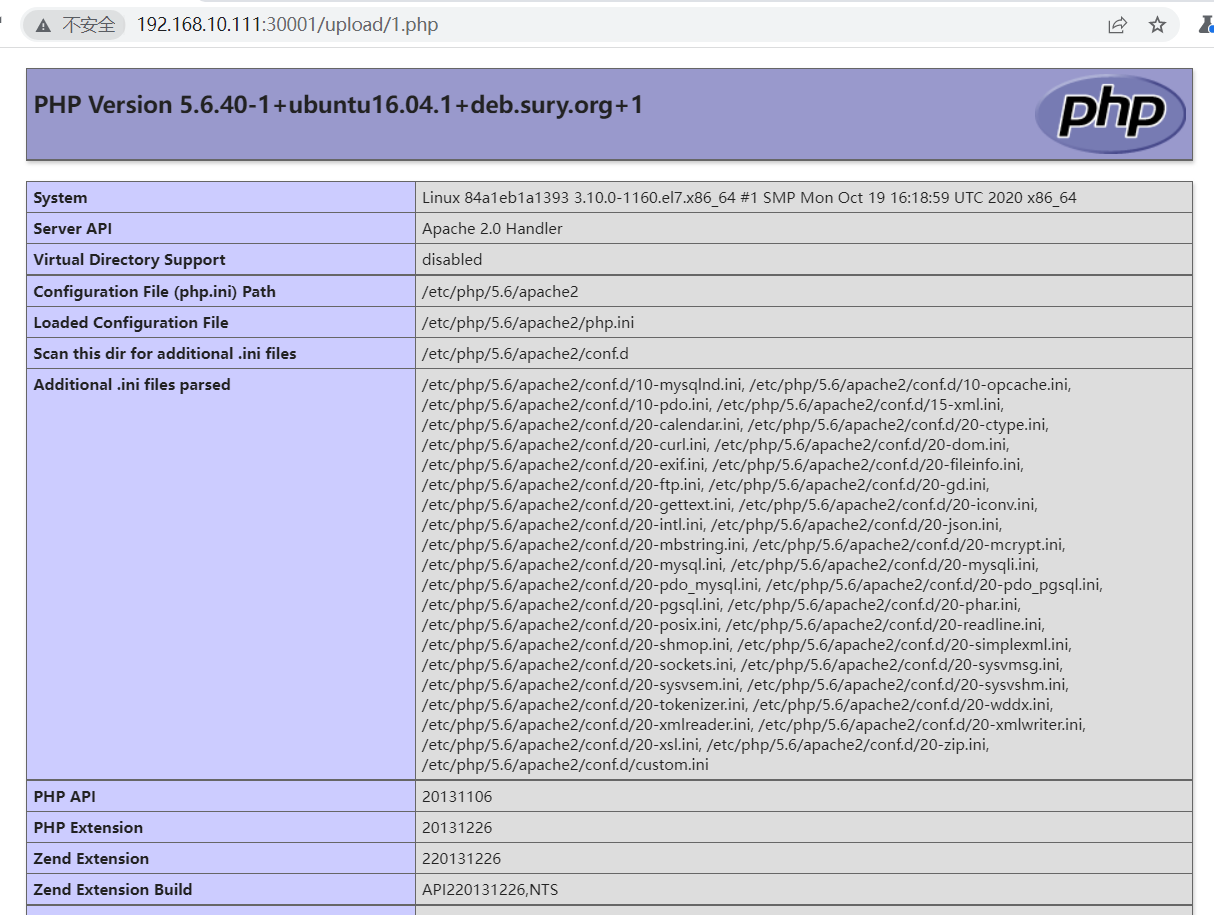 不安全 192.168.10.111:30001/upload/1.php
PHP Version 5.6.40-1+ubuntu16.04.1+deb.sury.org+1
php
System Linux 84a1eb1a1393 3.10.0-1160.el7.x86_64 #1 SMP Mon Oct 19 16:18:59 UTC 2020 x86_64
Server API Apache 2.0 Handler
Virtual Directory Support disabled
Configuration File (php.ini) Path /etc/php/5.6/apache2
Loaded Configuration File /etc/php/5.6/apache2/php.ini
Scan this dir for additional .ini files /etc/php/5.6/apache2/conf.d
Additional .ini files parsed /etc/php/5.6/apache2/conf.d/10-mysqlnd.ini, /etc/php/5.6/apache2/conf.d/10-opcache.ini,
/etc/php/5.6/apache2/conf.d/10-pdo.ini, /etc/php/5.6/apache2/conf.d/15-xml.ini,
/etc/php/5.6/apache2/conf.d/20-calendar.ini, /etc/php/5.6/apache2/conf.d/20-ctype.ini,
/etc/php/5.6/apache2/conf.d/20-curl.ini, /etc/php/5.6/apache2/conf.d/20-dom.ini,
/etc/php/5.6/apache2/conf.d/20-exif.ini, /etc/php/5.6/apache2/conf.d/20-fileinfo.ini,
/etc/php/5.6/apache2/conf.d/20-ftp.ini, /etc/php/5.6/apache2/conf.d/20-gd.ini,
/etc/php/5.6/apache2/conf.d/20-gettext.ini, /etc/php/5.6/apache2/conf.d/20-iconv.ini,
/etc/php/5.6/apache2/conf.d/20-intl.ini, /etc/php/5.6/apache2/conf.d/20-json.ini,
/etc/php/5.6/apache2/conf.d/20-mbstring.ini, /etc/php/5.6/apache2/conf.d/20-mcrypt.ini,
/etc/php/5.6/apache2/conf.d/20-mysql.ini, /etc/php/5.6/apache2/conf.d/20-mysqli.ini,
/etc/php/5.6/apache2/conf.d/20-pdo_mysql.ini, /etc/php/5.6/apache2/conf.d/20-pdo_pgsql.ini,
/etc/php/5.6/apache2/conf.d/20-pgsql.ini, /etc/php/5.6/apache2/conf.d/20-phar.ini,
/etc/php/5.6/apache2/conf.d/20-posix.ini, /etc/php/5.6/apache2/conf.d/20-readline.ini,
/etc/php/5.6/apache2/conf.d/20-shmop.ini, /etc/php/5.6/apache2/conf.d/20-simplexml.ini,
/etc/php/5.6/apache2/conf.d/20-sockets.ini, /etc/php/5.6/apache2/conf.d/20-sysvmsg.ini,
/etc/php/5.6/apache2/conf.d/20-sysvsem.ini, /etc/php/5.6/apache2/conf.d/20-sysvshm.ini,
/etc/php/5.6/apache2/conf.d/20-tokenizer.ini, /etc/php/5.6/apache2/conf.d/20-wddx.ini,
/etc/php/5.6/apache2/conf.d/20-xmlreader.ini, /etc/php/5.6/apache2/conf.d/20-xmlwriter.ini,
/etc/php/5.6/apache2/conf.d/20-xsl.ini, /etc/php/5.6/apache2/conf.d/20-zip.ini,
/etc/php/5.6/apache2/conf.d/custom.ini
PHP API 20131106
PHP Extension 20131226
Zend Extension 220131226
Zend Extension Build API220131226,NTS